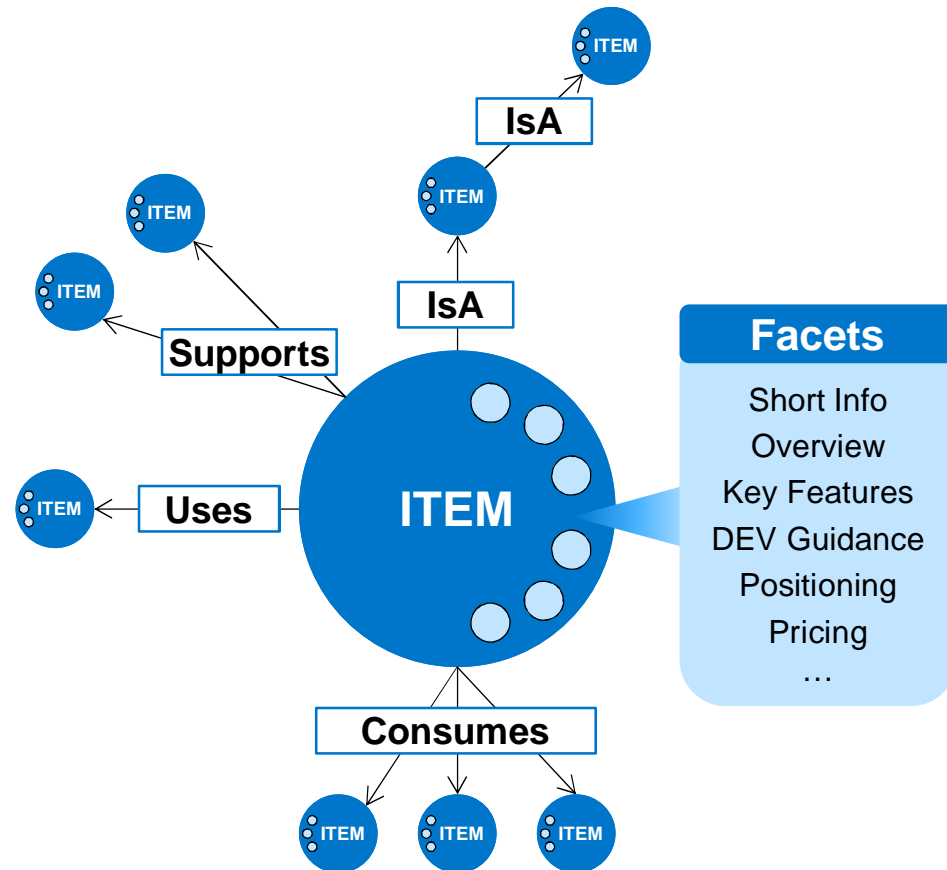 ITEM
IsA
ITEM
ITEM
ITEM
IsA
Supports
Facets
Short Info
Overview
Key Features
DEV Guidance
Positioning
Pricing
…
ITEM
Uses
ITEM
Consumes
ITEM
ITEM
ITEM